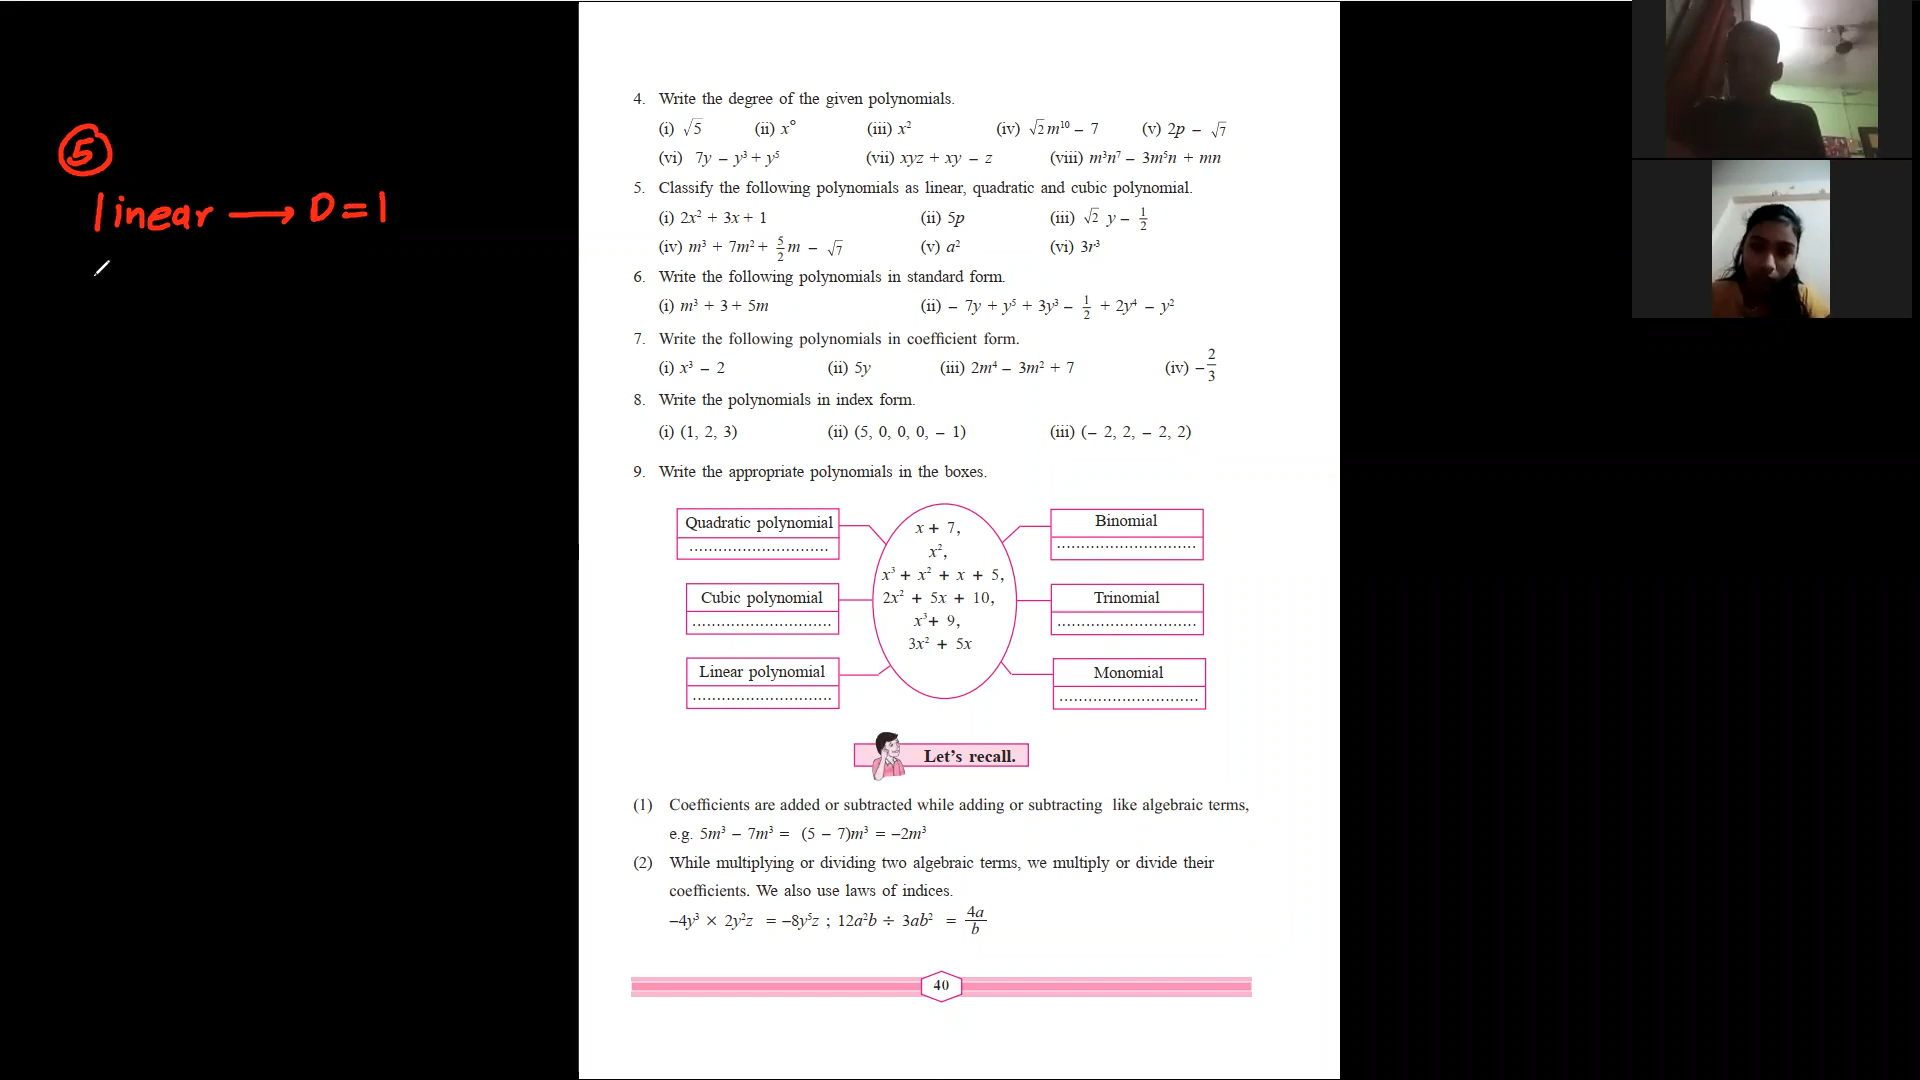 ⑤
linear → D = 1
4. Write the degree of the given polynomials.
(i) √5 (ii) x° (iii) x² (iv) √2 m¹⁰ – 7 (v) 2p – √7
(vi) 7y – y³ + y⁵ (vii) xyz + xy – z (viii) m³n⁷ – 3m⁵n + mn
5. Classify the following polynomials as linear, quadratic and cubic polynomial.
(i) 2x² + 3x + 1 (ii) 5p (iii) √2 y – 1/2
(iv) m³ + 7m² + 5/2 m – √7 (v) a² (vi) 3r³
6. Write the following polynomials in standard form.
(i) m³ + 3 + 5m (ii) – 7y + y⁵ + 3y³ – 1/2 + 2y⁴ – y²
7. Write the following polynomials in coefficient form.
(i) x³ – 2 (ii) 5y (iii) 2m⁴ – 3m² + 7 (iv) – 2/3
8. Write the polynomials in index form.
(i) (1, 2, 3) (ii) (5, 0, 0, 0, – 1) (iii) (– 2, 2, – 2, 2)
9. Write the appropriate polynomials in the boxes.
Quadratic polynomial
.............................
Cubic polynomial
.............................
Linear polynomial
.............................
x + 7,
x²,
x³ + x² + x + 5,
2x² + 5x + 10,
x³ + 9,
3x² + 5x
Binomial
.............................
Trinomial
.............................
Monomial
.............................
Let's recall.
(1) Coefficients are added or subtracted while adding or subtracting like algebraic terms,
e.g. 5m³ – 7m³ = (5 – 7)m³ = –2m³
(2) While multiplying or dividing two algebraic terms, we multiply or divide their
coefficients. We also use laws of indices.
–4y³ × 2y²z = –8y⁵z ; 12a²b ÷ 3ab² = 4a/b
40